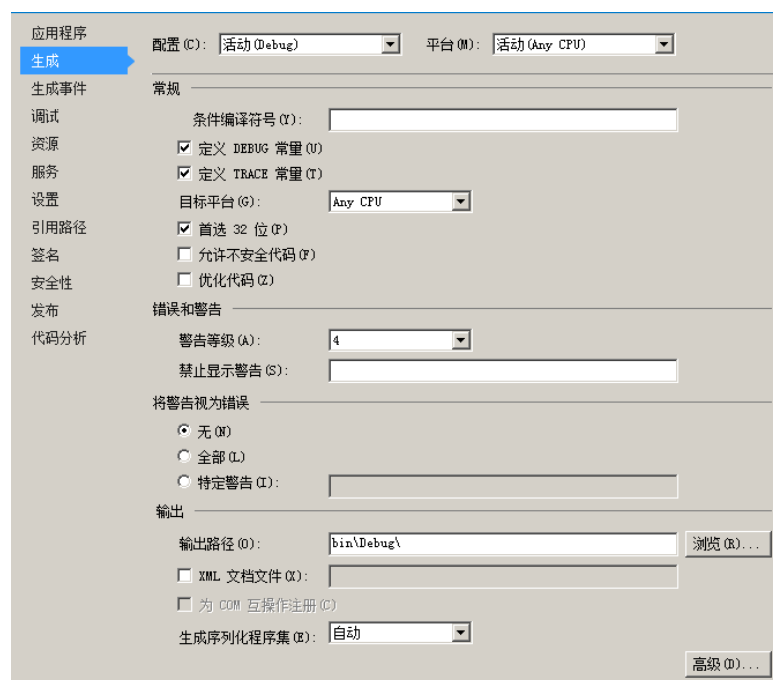 应用程序
生成
生成事件
调试
资源
服务
设置
引用路径
签名
安全性
发布
代码分析
配置(C): 活动(Debug) 平台(M): 活动(Any CPU)
常规
条件编译符号(Y):
定义 DEBUG 常量(U)
定义 TRACE 常量(T)
目标平台(G): Any CPU
首选 32 位(P)
允许不安全代码(F)
优化代码(Z)
错误和警告
警告等级(A): 4
禁止显示警告(S):
将警告视为错误
无(N)
全部(L)
特定警告(I):
输出
输出路径(O): bin\Debug\ 浏览(R)...
XML 文档文件(X):
为 COM 互操作注册(C)
生成序列化程序集(E): 自动
高级(D)...